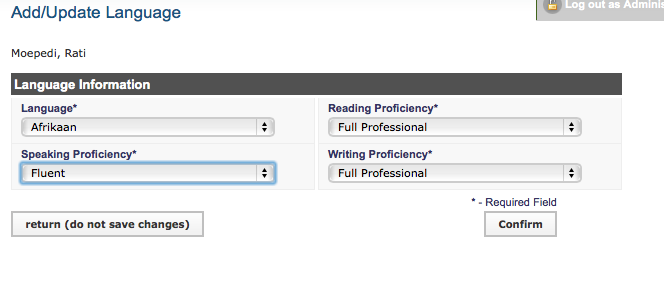 Add/Update Language
Log out as Adminis
Moepedi, Rati
Language Information
Language*
Reading Proficiency*
Afrikaan
Full Professional
Speaking Proficiency*
Writing Proficiency*
Fluent
Full Professional
* - Required Field
return (do not save changes)
Confirm